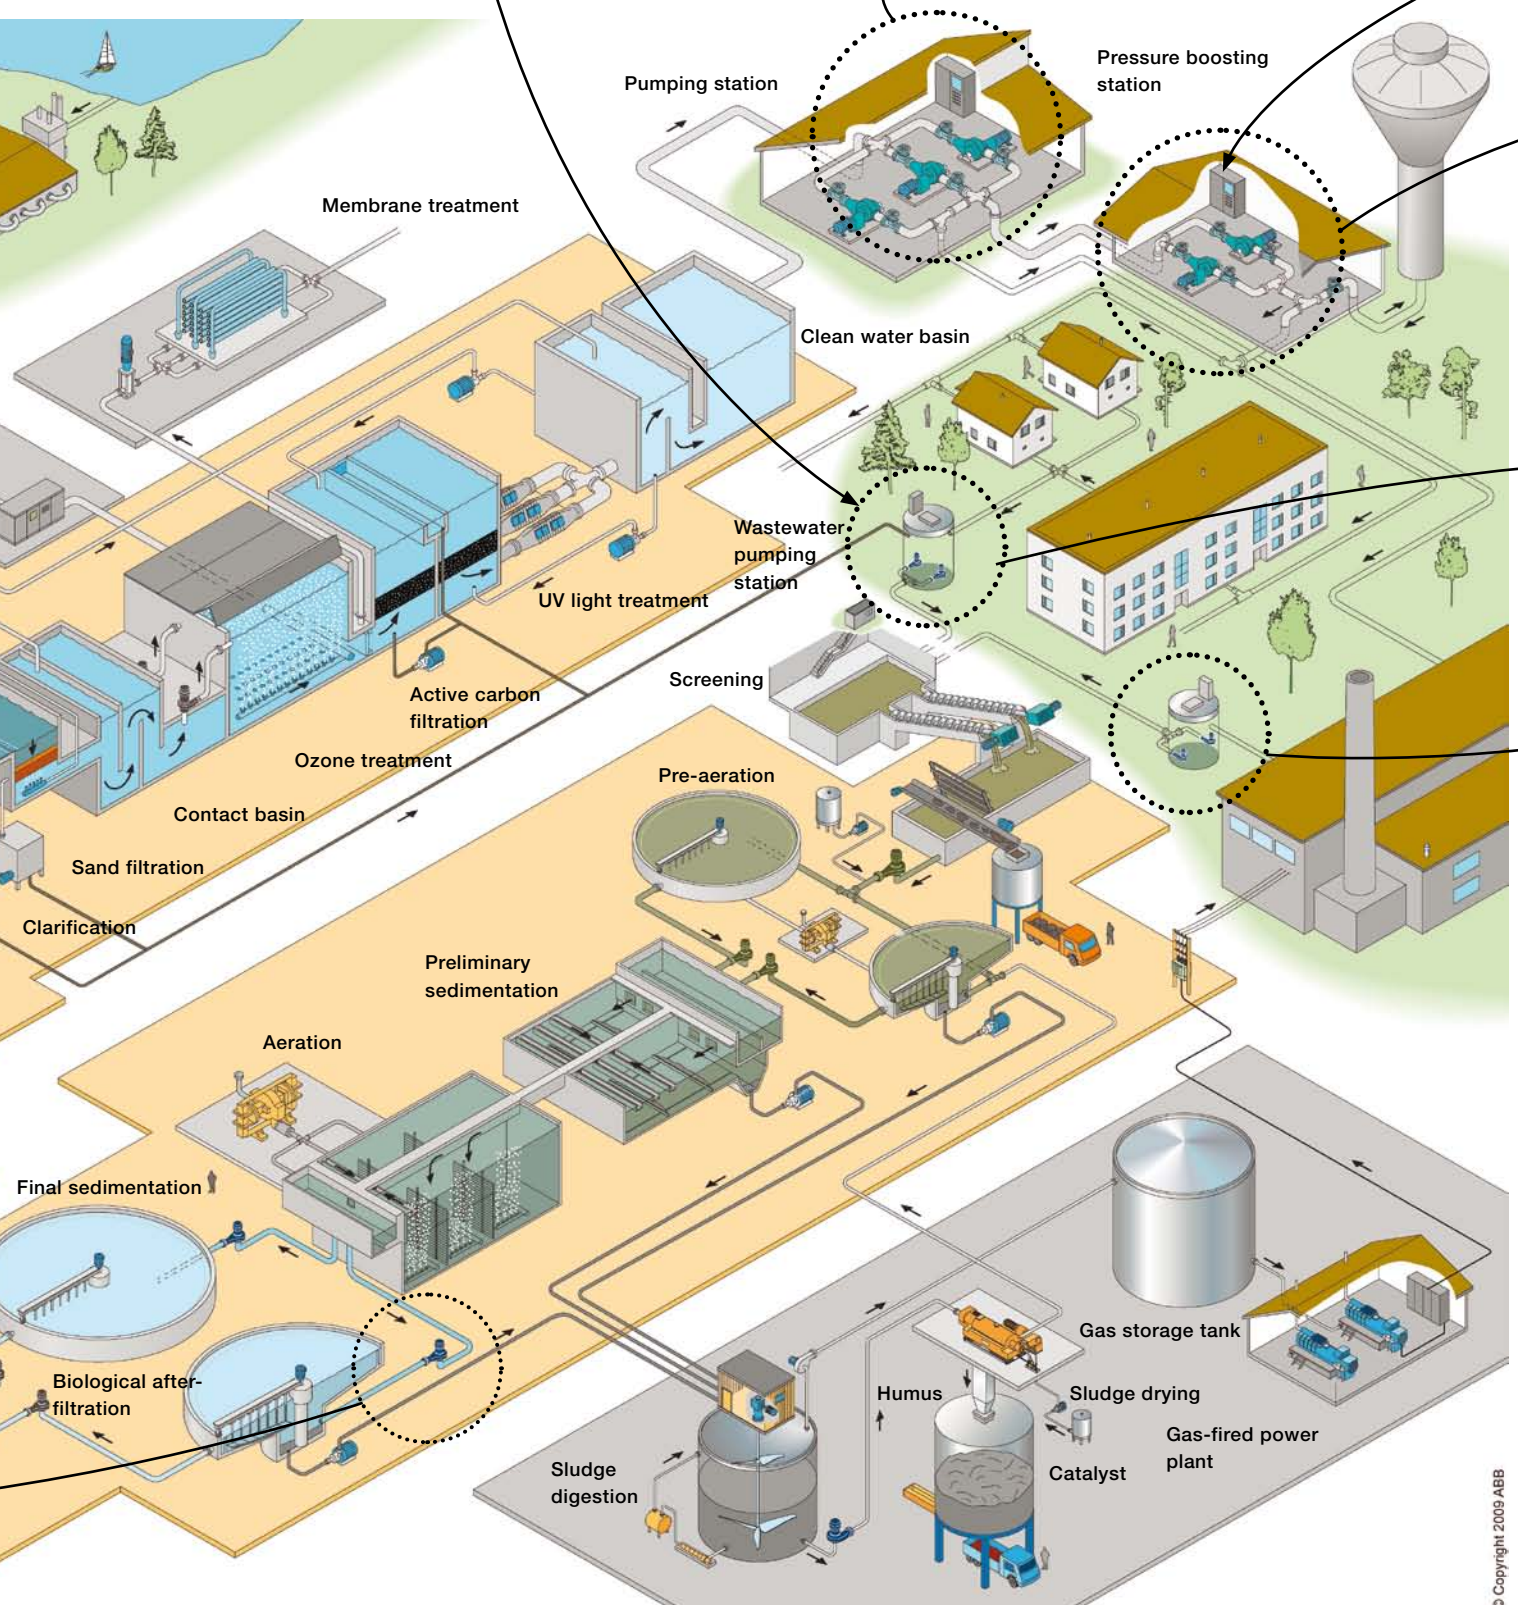 Pumping station
Pressure boosting
station
Membrane treatment
Clean water basin
Wastewater
pumping
station
UV light treatment
Screening
Active carbon
filtration
Ozone treatment
Pre-aeration
Contact basin
Sand filtration
Clarification
Preliminary
sedimentation
Aeration
Final sedimentation
Gas storage tank
Biological after-
filtration
Humus
Sludge drying
Gas-fired power
plant
Sludge
digestion
Catalyst
© Copyright 2009 ABB